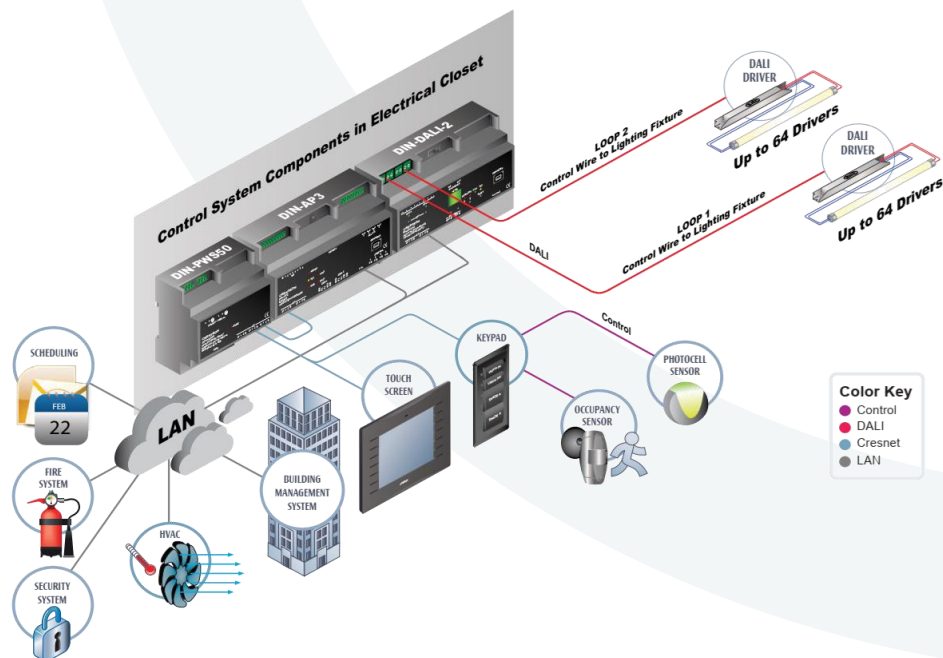 Control System Components in Electrical Closet
DIN-PWS50
DIN-AP3
DIN-DALI-2
DALI
DRIVER
Up to 64 Drivers
DALI
DRIVER
Up to 64 Drivers
LOOP 2
Control Wire to Lighting Fixture
LOOP 1
Control Wire to Lighting Fixture
DALI
Control
SCHEDULING
FEB
22
LAN
FIRE
SYSTEM
SECURITY
SYSTEM
HVAC
BUILDING
MANAGEMENT
SYSTEM
TOUCH
SCREEN
KEYPAD
OCCUPANCY
SENSOR
PHOTOCELL
SENSOR
Color Key
Control
DALI
Cresnet
LAN